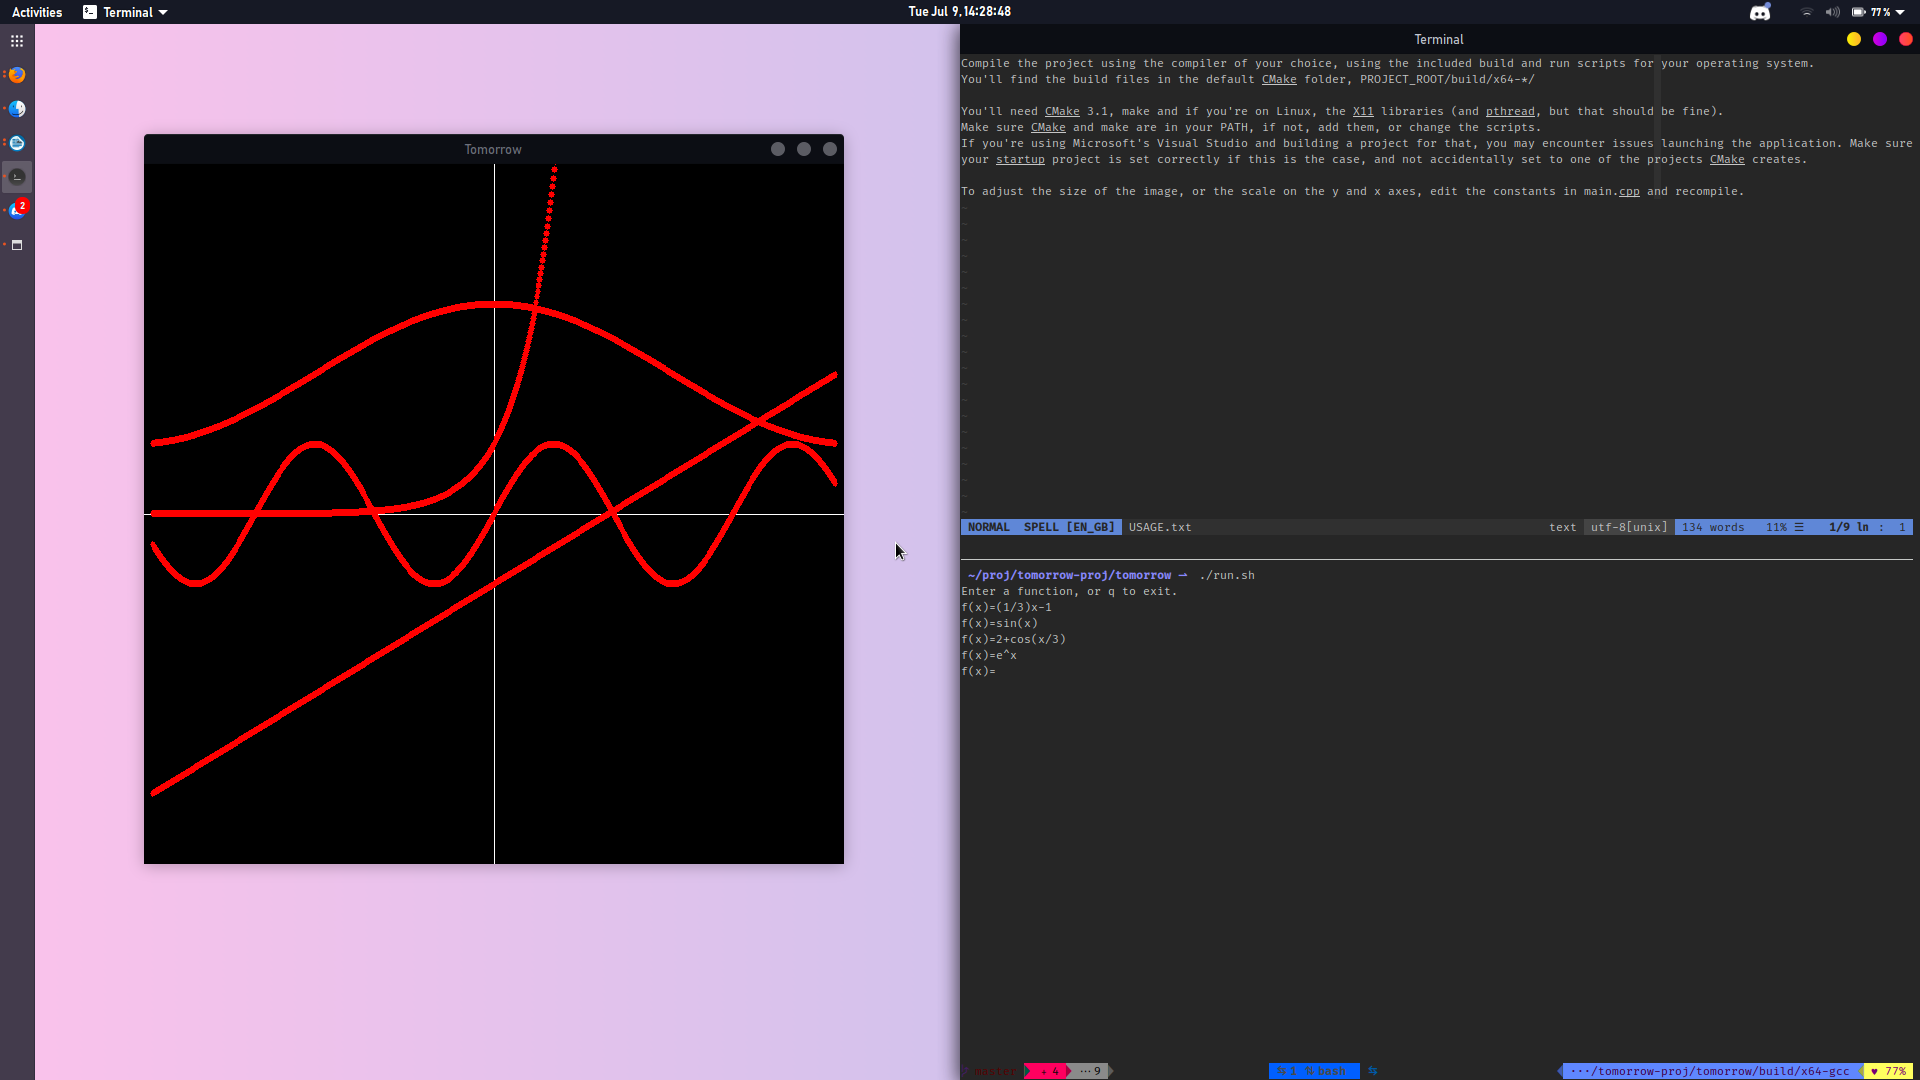 Activities
Terminal
Tue Jul 9, 14:28:48
77%
2
Tomorrow
Terminal
Compile the project using the compiler of your choice, using the included build and run scripts for your operating system.
You'll find the build files in the default CMake folder, PROJECT_ROOT/build/x64-*/
You'll need CMake 3.1, make and if you're on Linux, the X11 libraries (and pthread, but that should be fine).
Make sure CMake and make are in your PATH, if not, add them, or change the scripts.
If you're using Microsoft's Visual Studio and building a project for that, you may encounter issues launching the application. Make sure
your startup project is set correctly if this is the case, and not accidentally set to one of the projects CMake creates.
To adjust the size of the image, or the scale on the y and x axes, edit the constants in main.cpp and recompile.
NORMAL SPELL [EN_GB] USAGE.txt text utf-8[unix] 134 words 11% ☰ 1/9 ln : 1
~/proj/tomorrow-proj/tomorrow → ./run.sh
Enter a function, or q to exit.
f(x)=(1/3)x-1
f(x)=sin(x)
f(x)=2+cos(x/3)
f(x)=e^x
f(x)=
master + 4 ··· 9 1 bash ···/tomorrow-proj/tomorrow/build/x64-gcc ♥ 77%